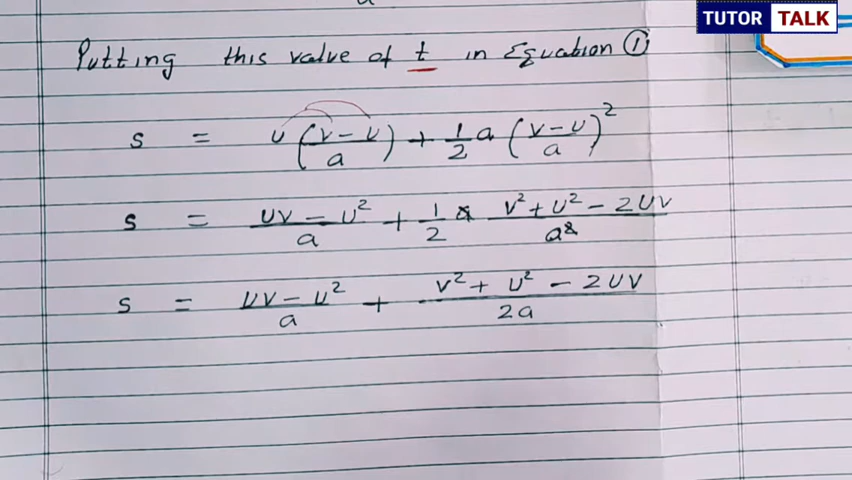 TUTOR TALK
Putting this value of t in Equation ①
s = u ( v - u / a ) + 1/2 a ( v - u / a )²
s = uv - u² / a + 1/2 a × v² + u² - 2uv / a²
s = uv - u² / a + v² + u² - 2uv / 2a